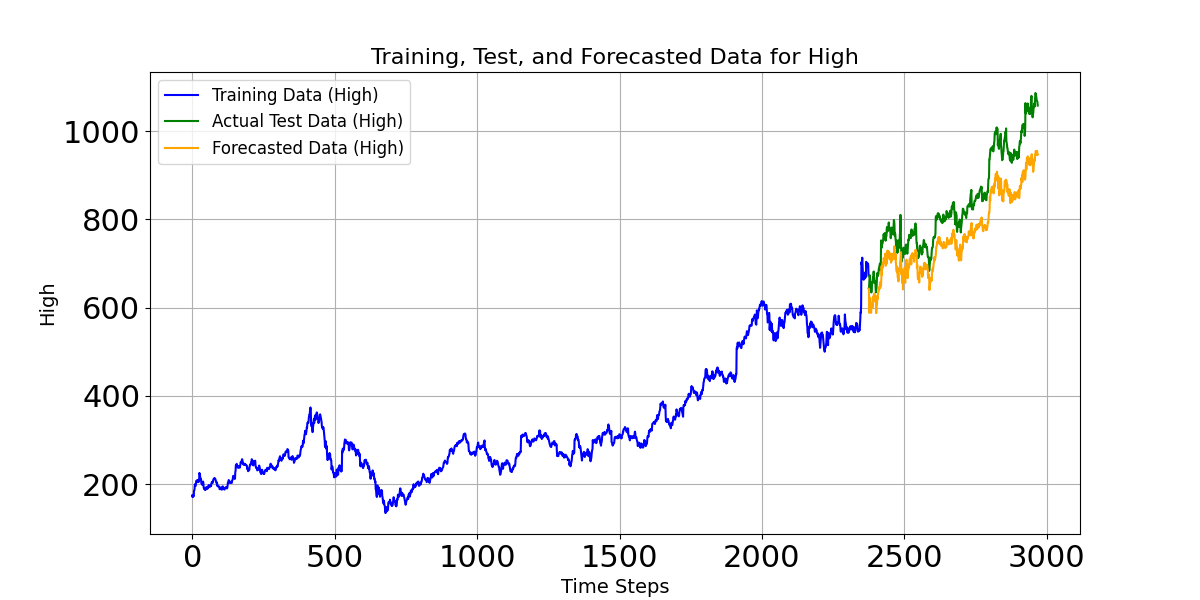 Training, Test, and Forecasted Data for High
Training Data (High)
Actual Test Data (High)
Forecasted Data (High)
1000
800
600
400
200
High
0 500 1000 1500 2000 2500 3000
Time Steps